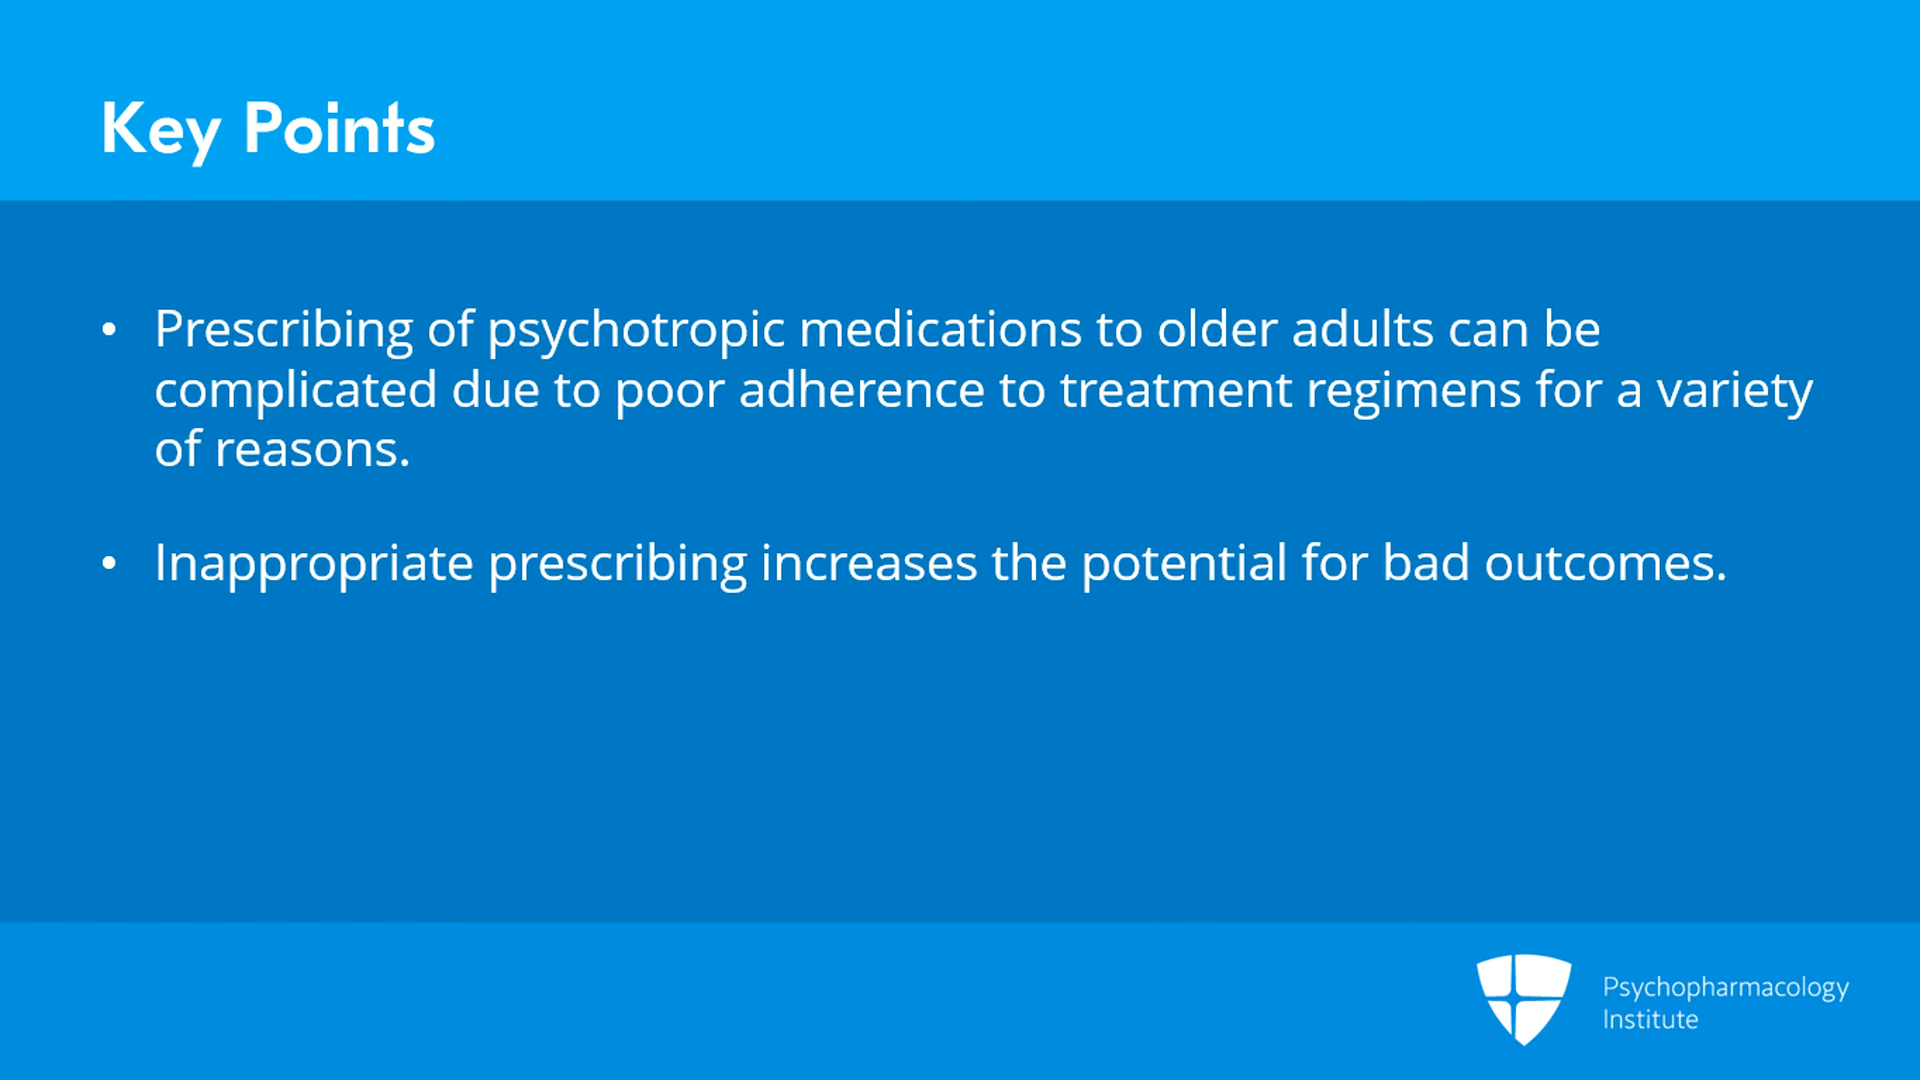 Key Points
• Prescribing of psychotropic medications to older adults can be
complicated due to poor adherence to treatment regimens for a variety
of reasons.
• Inappropriate prescribing increases the potential for bad outcomes.
Psychopharmacology
Institute